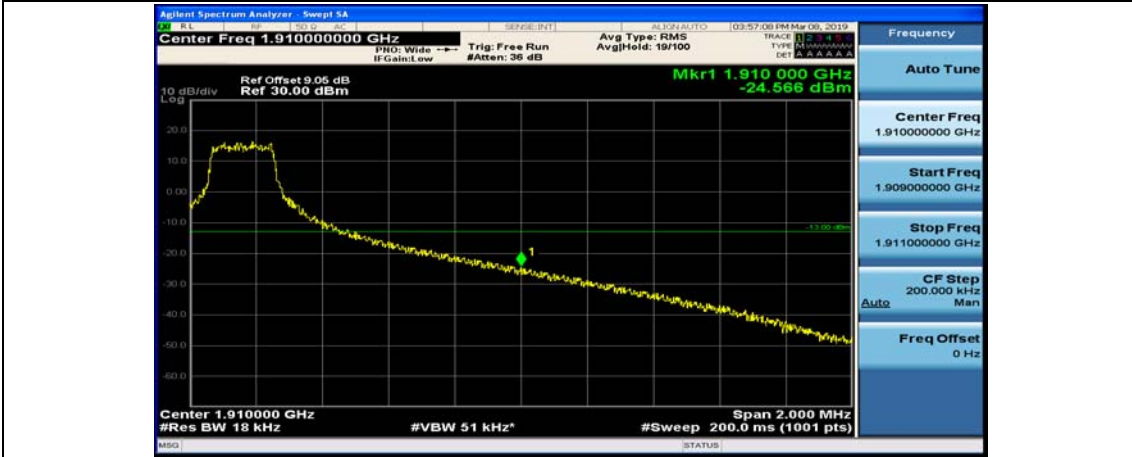 Agilent Spectrum Analyzer - Swept SA
RL RF 50 Ω AC SENSE:INT ALIGN AUTO 03:57:08 PM Mar 08, 2019
Center Freq 1.910000000 GHz
PNO: Wide
IFGain:Low
Trig: Free Run
#Atten: 36 dB
Avg Type: RMS
Avg|Hold: 19/100
TRACE 1 2 3 4 5 6
TYPE M
DET A A A A A A
Mkr1 1.910 000 GHz
-24.566 dBm
Ref Offset 9.05 dB
10 dB/div Ref 30.00 dBm
Log
20.0
10.0
0.00
-10.0
-13.00 dBm
-20.0
1
-30.0
-40.0
-50.0
-60.0
Center 1.910000 GHz Span 2.000 MHz
#Res BW 18 kHz #VBW 51 kHz* #Sweep 200.0 ms (1001 pts)
MSG STATUS
Frequency
Auto Tune
Center Freq
1.910000000 GHz
Start Freq
1.909000000 GHz
Stop Freq
1.911000000 GHz
CF Step
200.000 kHz
Auto Man
Freq Offset
0 Hz